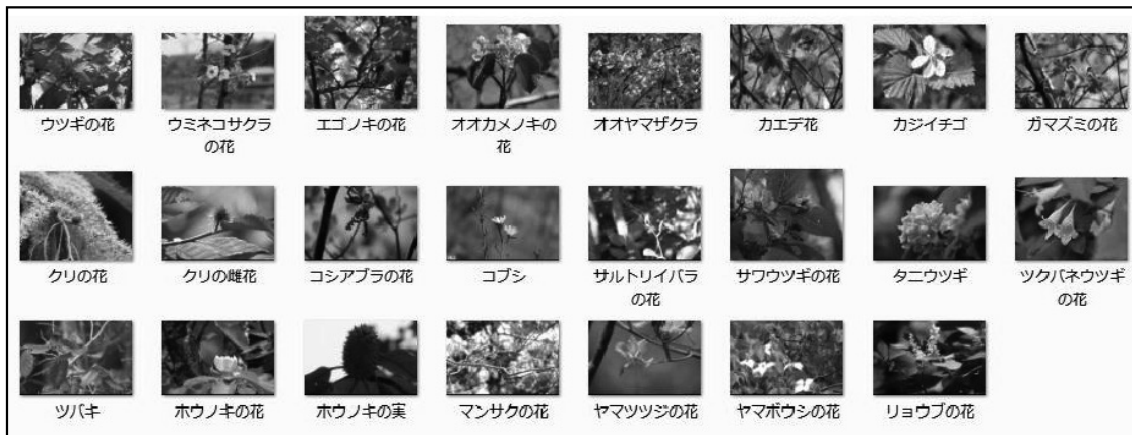 ウツギの花
ウミネコサクラ
の花
エゴノキの花
オオカメノキの
花
オオヤマザクラ
カエデ花
カジイチゴ
ガマズミの花
クリの花
クリの雌花
コシアブラの花
コブシ
サルトリイバラ
の花
サワウツギの花
タニウツギ
ツクバネウツギ
の花
ツバキ
ホウノキの花
ホウノキの実
マンサクの花
ヤマツツジの花
ヤマボウシの花
リョウブの花